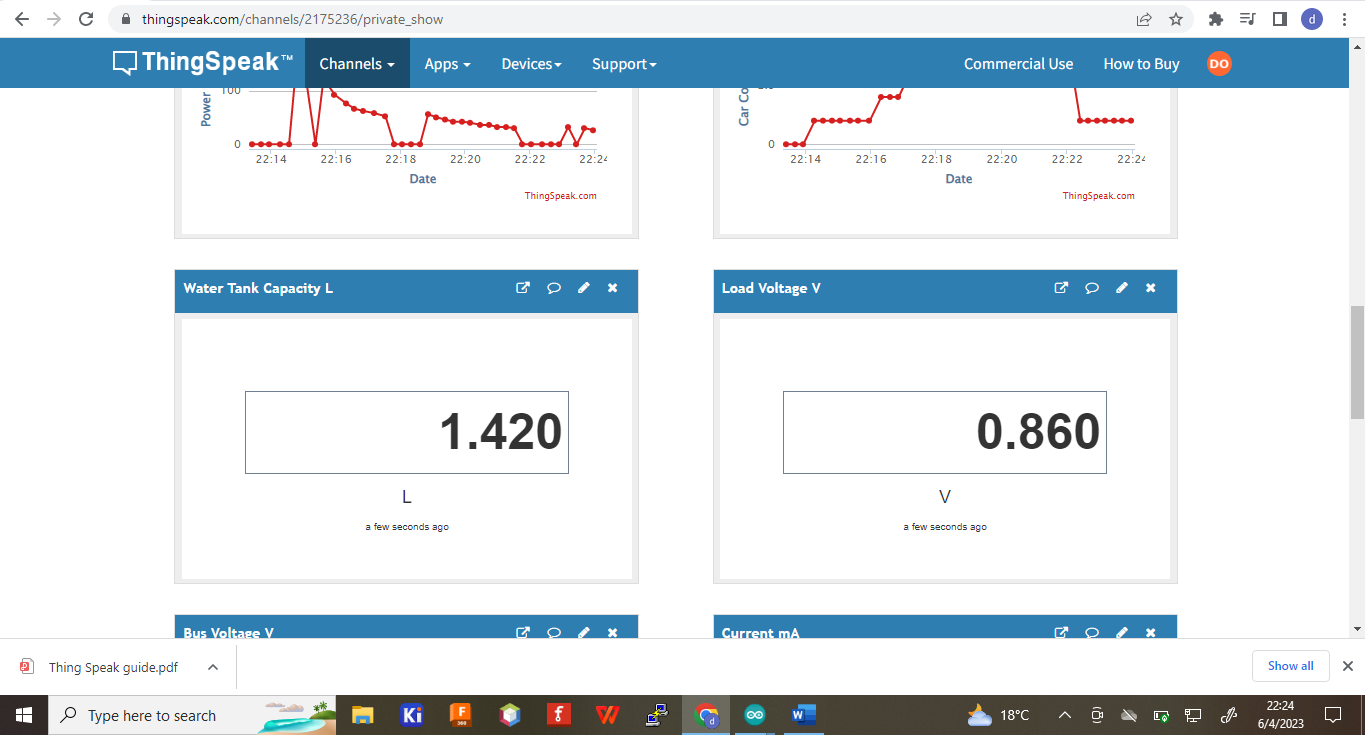 thingspeak.com/channels/2175236/private_show
d
ThingSpeak™
Channels
Apps
Devices
Support
Commercial Use
How to Buy
DO
Power
100
0
22:14 22:16 22:18 22:20 22:22 22:24
Date
ThingSpeak.com
Car Co
0
22:14 22:16 22:18 22:20 22:22 22:24
Date
ThingSpeak.com
Water Tank Capacity L
1.420
L
a few seconds ago
Load Voltage V
0.860
V
a few seconds ago
Bus Voltage V
Current mA
Thing Speak guide.pdf
Show all
Type here to search
Ki
F
360
W
d
W
18°C
22:24
6/4/2023